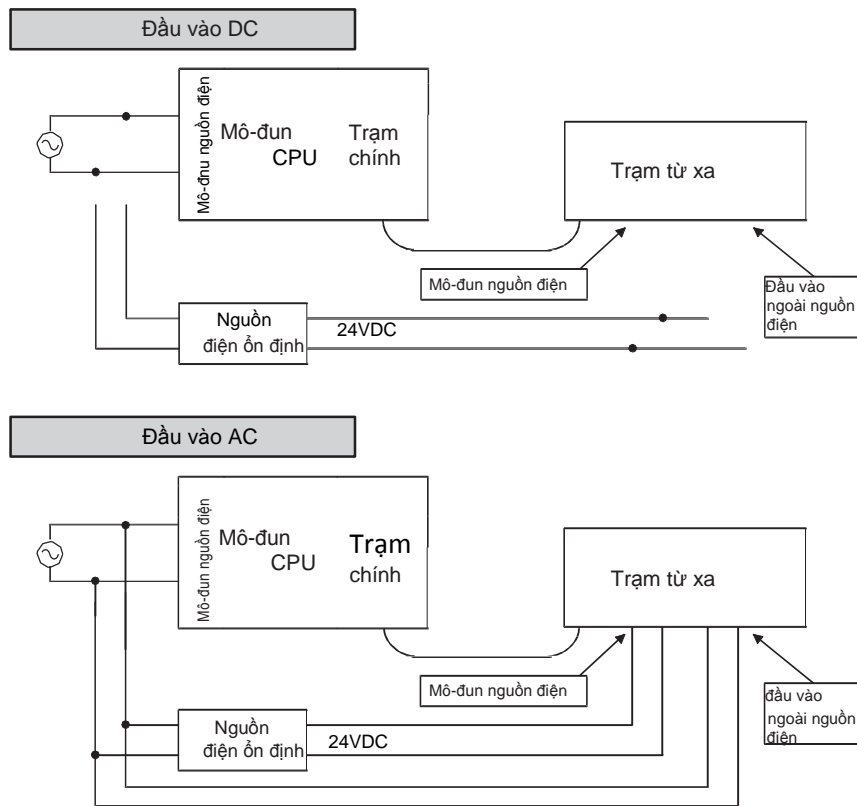 Đầu vào DC
Mô-đnu nguồn điện
Mô-đun
CPU
Trạm
chính
Trạm từ xa
Mô-đun nguồn điện
Đầu vào
ngoài nguồn
điện
Nguồn
điện ổn định
24VDC
Đầu vào AC
Mô-đun nguồn điện
Mô-đun
CPU
Trạm
chính
Trạm từ xa
Mô-đun nguồn điện
đầu vào
ngoài nguồn
điện
Nguồn
điện ổn định
24VDC